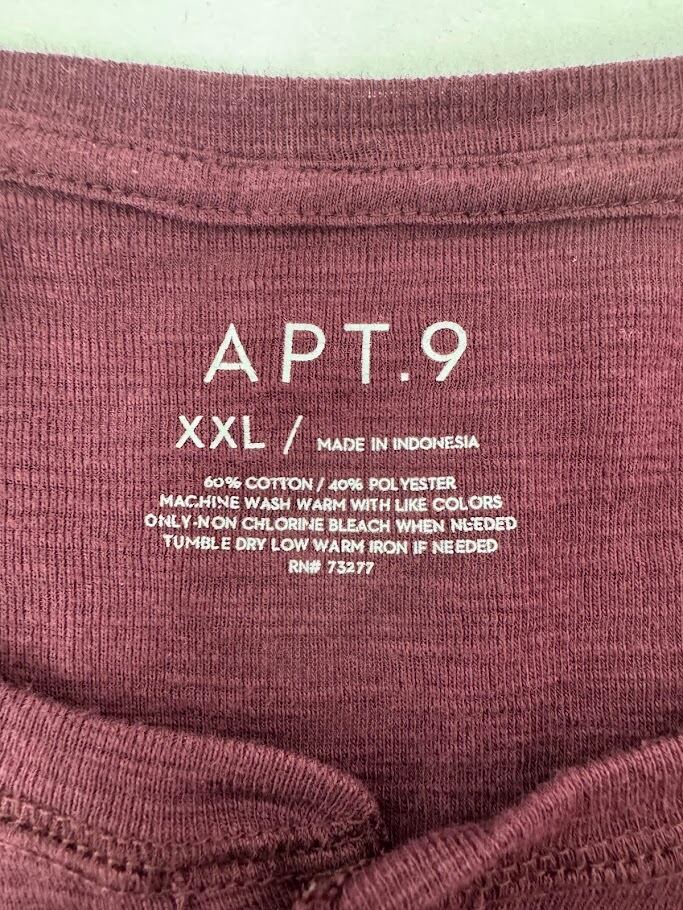 APT.9
XXL / MADE IN INDONESIA
60% COTTON / 40% POLYESTER
MACHINE WASH WARM WITH LIKE COLORS
ONLY-NON CHLORINE BLEACH WHEN NEEDED
TUMBLE DRY LOW WARM IRON IF NEEDED
RN# 73277